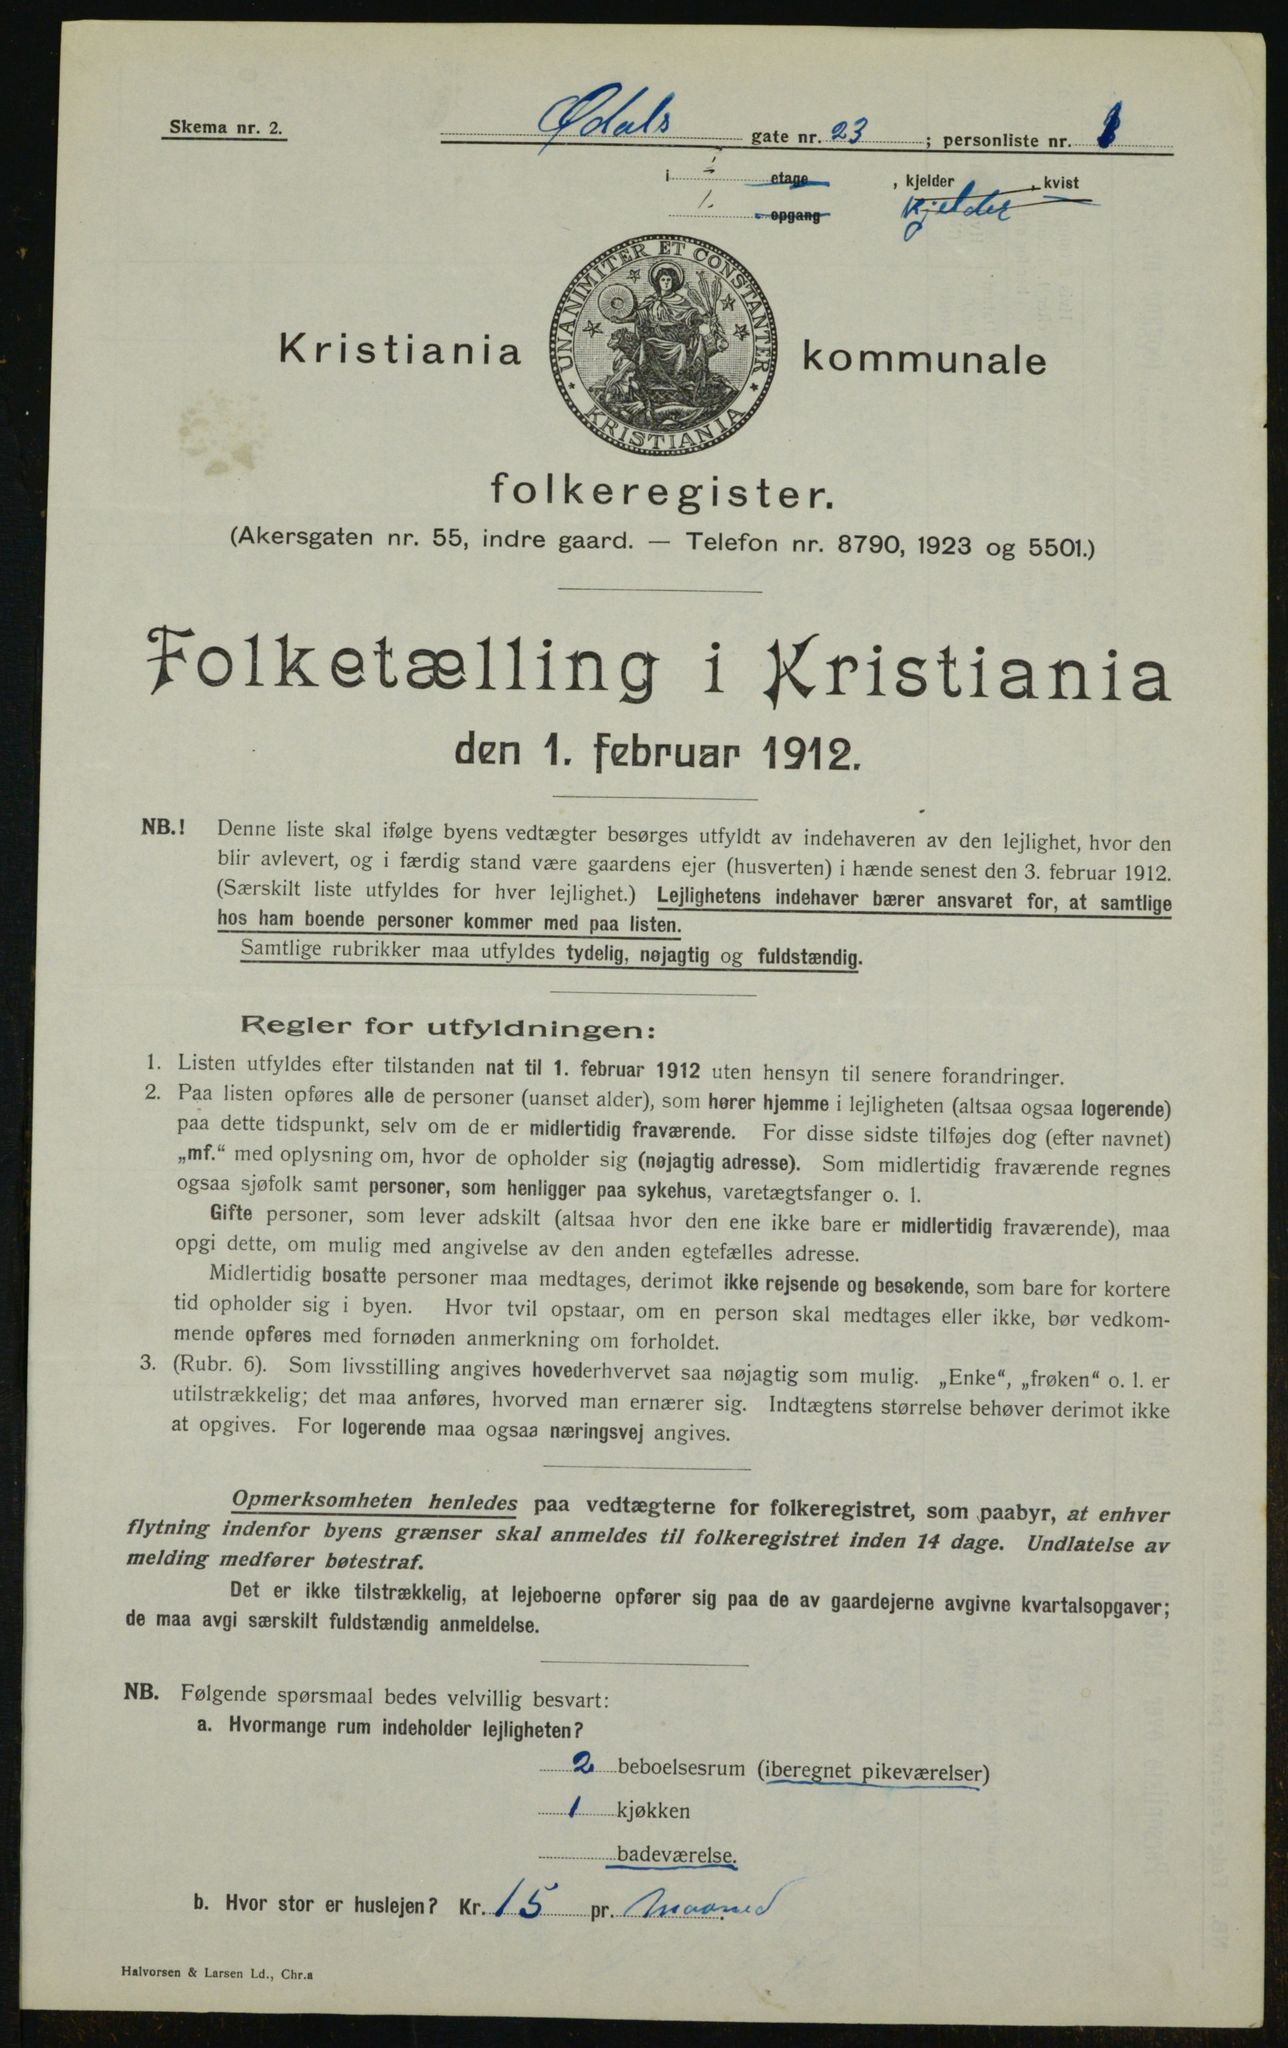 Skema nr. 2.
Ødals gate nr. 23 ; personliste nr. 1
i etage , kjelder , kvist
1. opgang kjelder
UNANIMITER ET CONSTANTER
KRISTIANIA
Kristiania kommunale
folkeregister.
(Akersgaten nr. 55, indre gaard. — Telefon nr. 8790, 1923 og 5501.)
Folketælling i Kristiania
den 1. februar 1912.
NB.! Denne liste skal ifølge byens vedtægter besørges utfyldt av indehaveren av den lejlighet, hvor den
blir avlevert, og i færdig stand være gaardens ejer (husverten) i hænde senest den 3. februar 1912.
(Særskilt liste utfyldes for hver lejlighet.) Lejlighetens indehaver bærer ansvaret for, at samtlige
hos ham boende personer kommer med paa listen.
Samtlige rubrikker maa utfyldes tydelig, nøjagtig og fuldstændig.
Regler for utfyldningen:
1. Listen utfyldes efter tilstanden nat til 1. februar 1912 uten hensyn til senere forandringer.
2. Paa listen opføres alle de personer (uanset alder), som hører hjemme i lejligheten (altsaa ogsaa logerende)
paa dette tidspunkt, selv om de er midlertidig fraværende. For disse sidste tilføjes dog (efter navnet)
„mf.“ med oplysning om, hvor de opholder sig (nøjagtig adresse). Som midlertidig fraværende regnes
ogsaa sjøfolk samt personer, som henligger paa sykehus, varetægtsfanger o. l.
Gifte personer, som lever adskilt (altsaa hvor den ene ikke bare er midlertidig fraværende), maa
opgi dette, om mulig med angivelse av den anden egtefælles adresse.
Midlertidig bosatte personer maa medtages, derimot ikke rejsende og besøkende, som bare for kortere
tid opholder sig i byen. Hvor tvil opstaar, om en person skal medtages eller ikke, bør vedkom-
mende opføres med fornøden anmerkning om forholdet.
3. (Rubr. 6). Som livsstilling angives hovederhvervet saa nøjagtig som mulig. „Enke“, „frøken“ o. l. er
utilstrækkelig; det maa anføres, hvorved man ernærer sig. Indtægtens størrelse behøver derimot ikke
at opgives. For logerende maa ogsaa næringsvej angives.
Opmerksomheten henledes paa vedtægterne for folkeregistret, som paabyr, at enhver
flytning indenfor byens grænser skal anmeldes til folkeregistret inden 14 dage. Undlatelse av
melding medfører bøtestraf.
Det er ikke tilstrækkelig, at lejeboerne opfører sig paa de av gaardejerne avgivne kvartalsopgaver;
de maa avgi særskilt fuldstændig anmeldelse.
NB. Følgende spørsmaal bedes velvillig besvart:
a. Hvormange rum indeholder lejligheten?
2 beboelsesrum (iberegnet pikeværelser)
1 kjøkken
badeværelse.
b. Hvor stor er huslejen? Kr. 15 pr. Maaned
Halvorsen & Larsen Ld., Chr.a